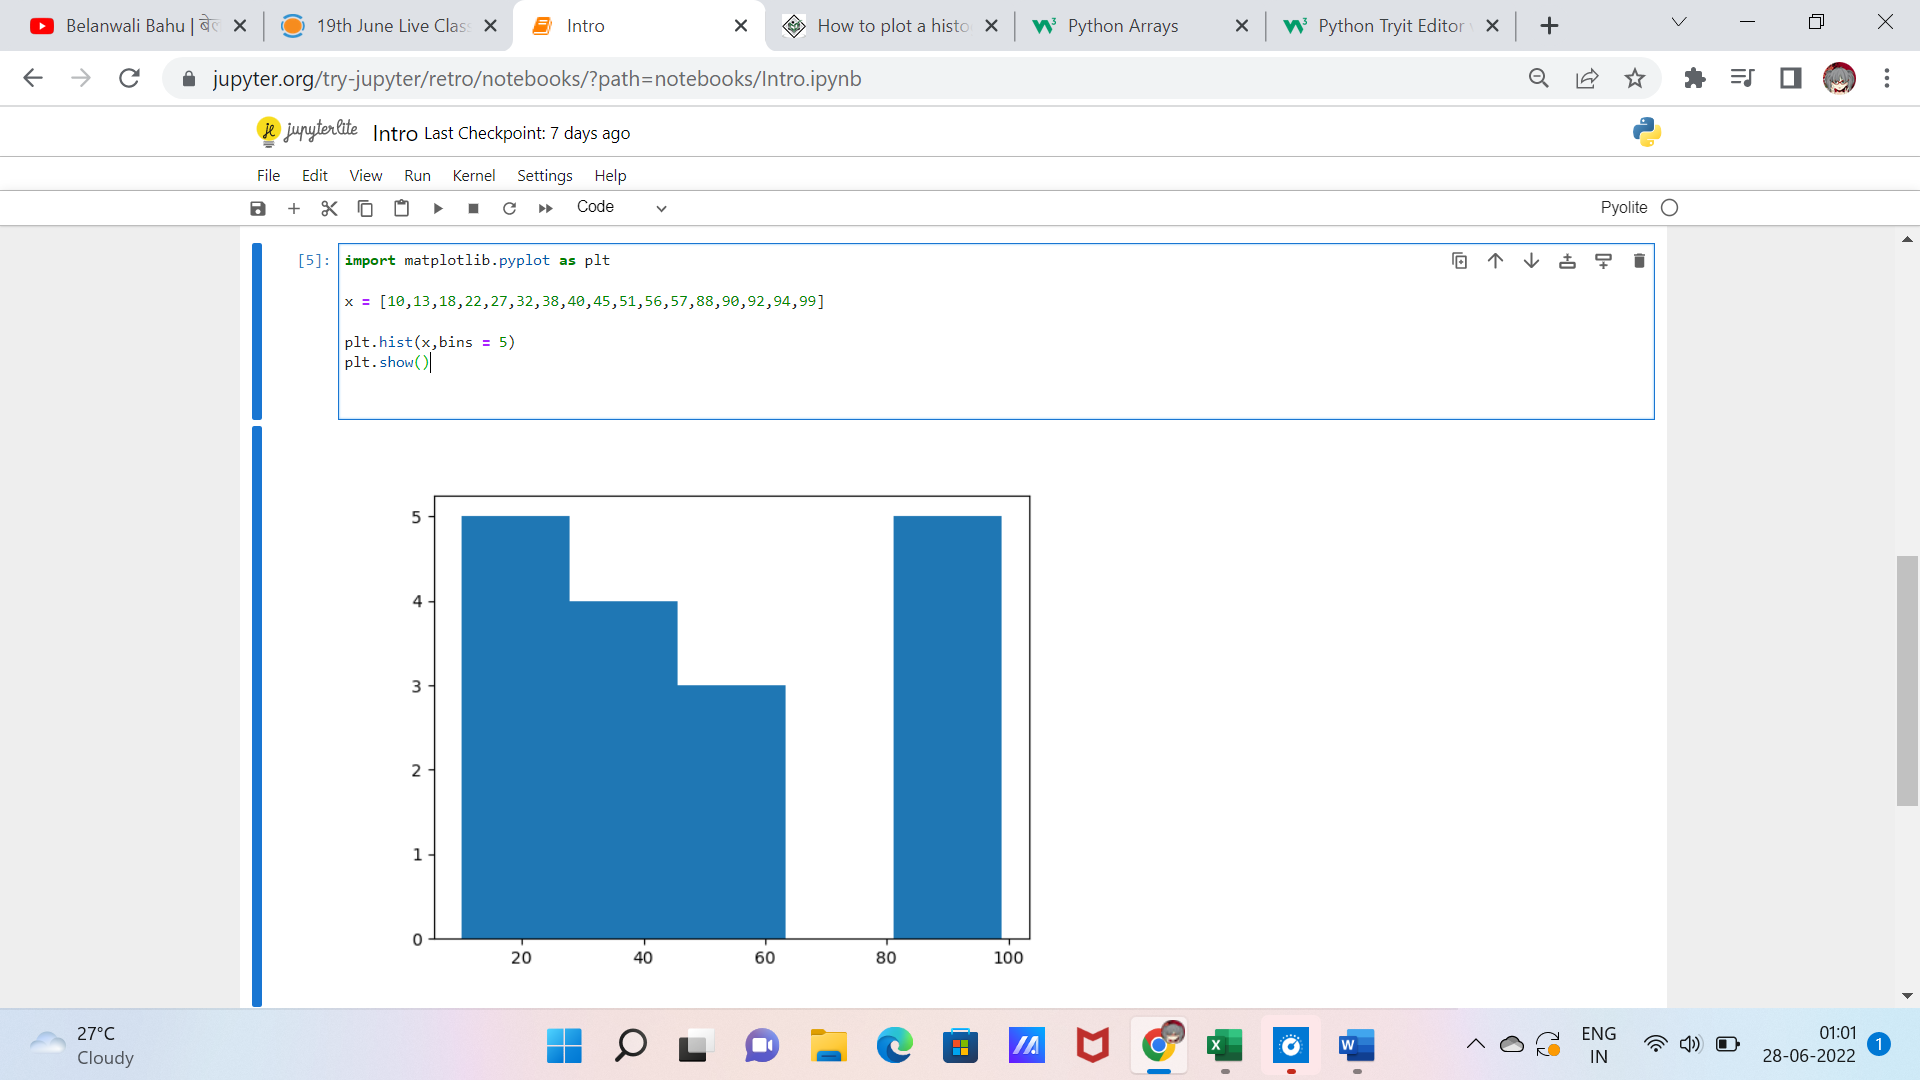 Belanwali Bahu | बेल
19th June Live Clas
Intro
How to plot a histo
Python Arrays
Python Tryit Editor
jupyter.org/try-jupyter/retro/notebooks/?path=notebooks/Intro.ipynb
jupyterlite Intro Last Checkpoint: 7 days ago
File Edit View Run Kernel Settings Help
Code
Pyolite
[5]: import matplotlib.pyplot as plt
x = [10,13,18,22,27,32,38,40,45,51,56,57,88,90,92,94,99]
plt.hist(x,bins = 5)
plt.show()
5
4
3
2
1
0
20 40 60 80 100
27°C
Cloudy
ENG
IN
01:01
28-06-2022
1